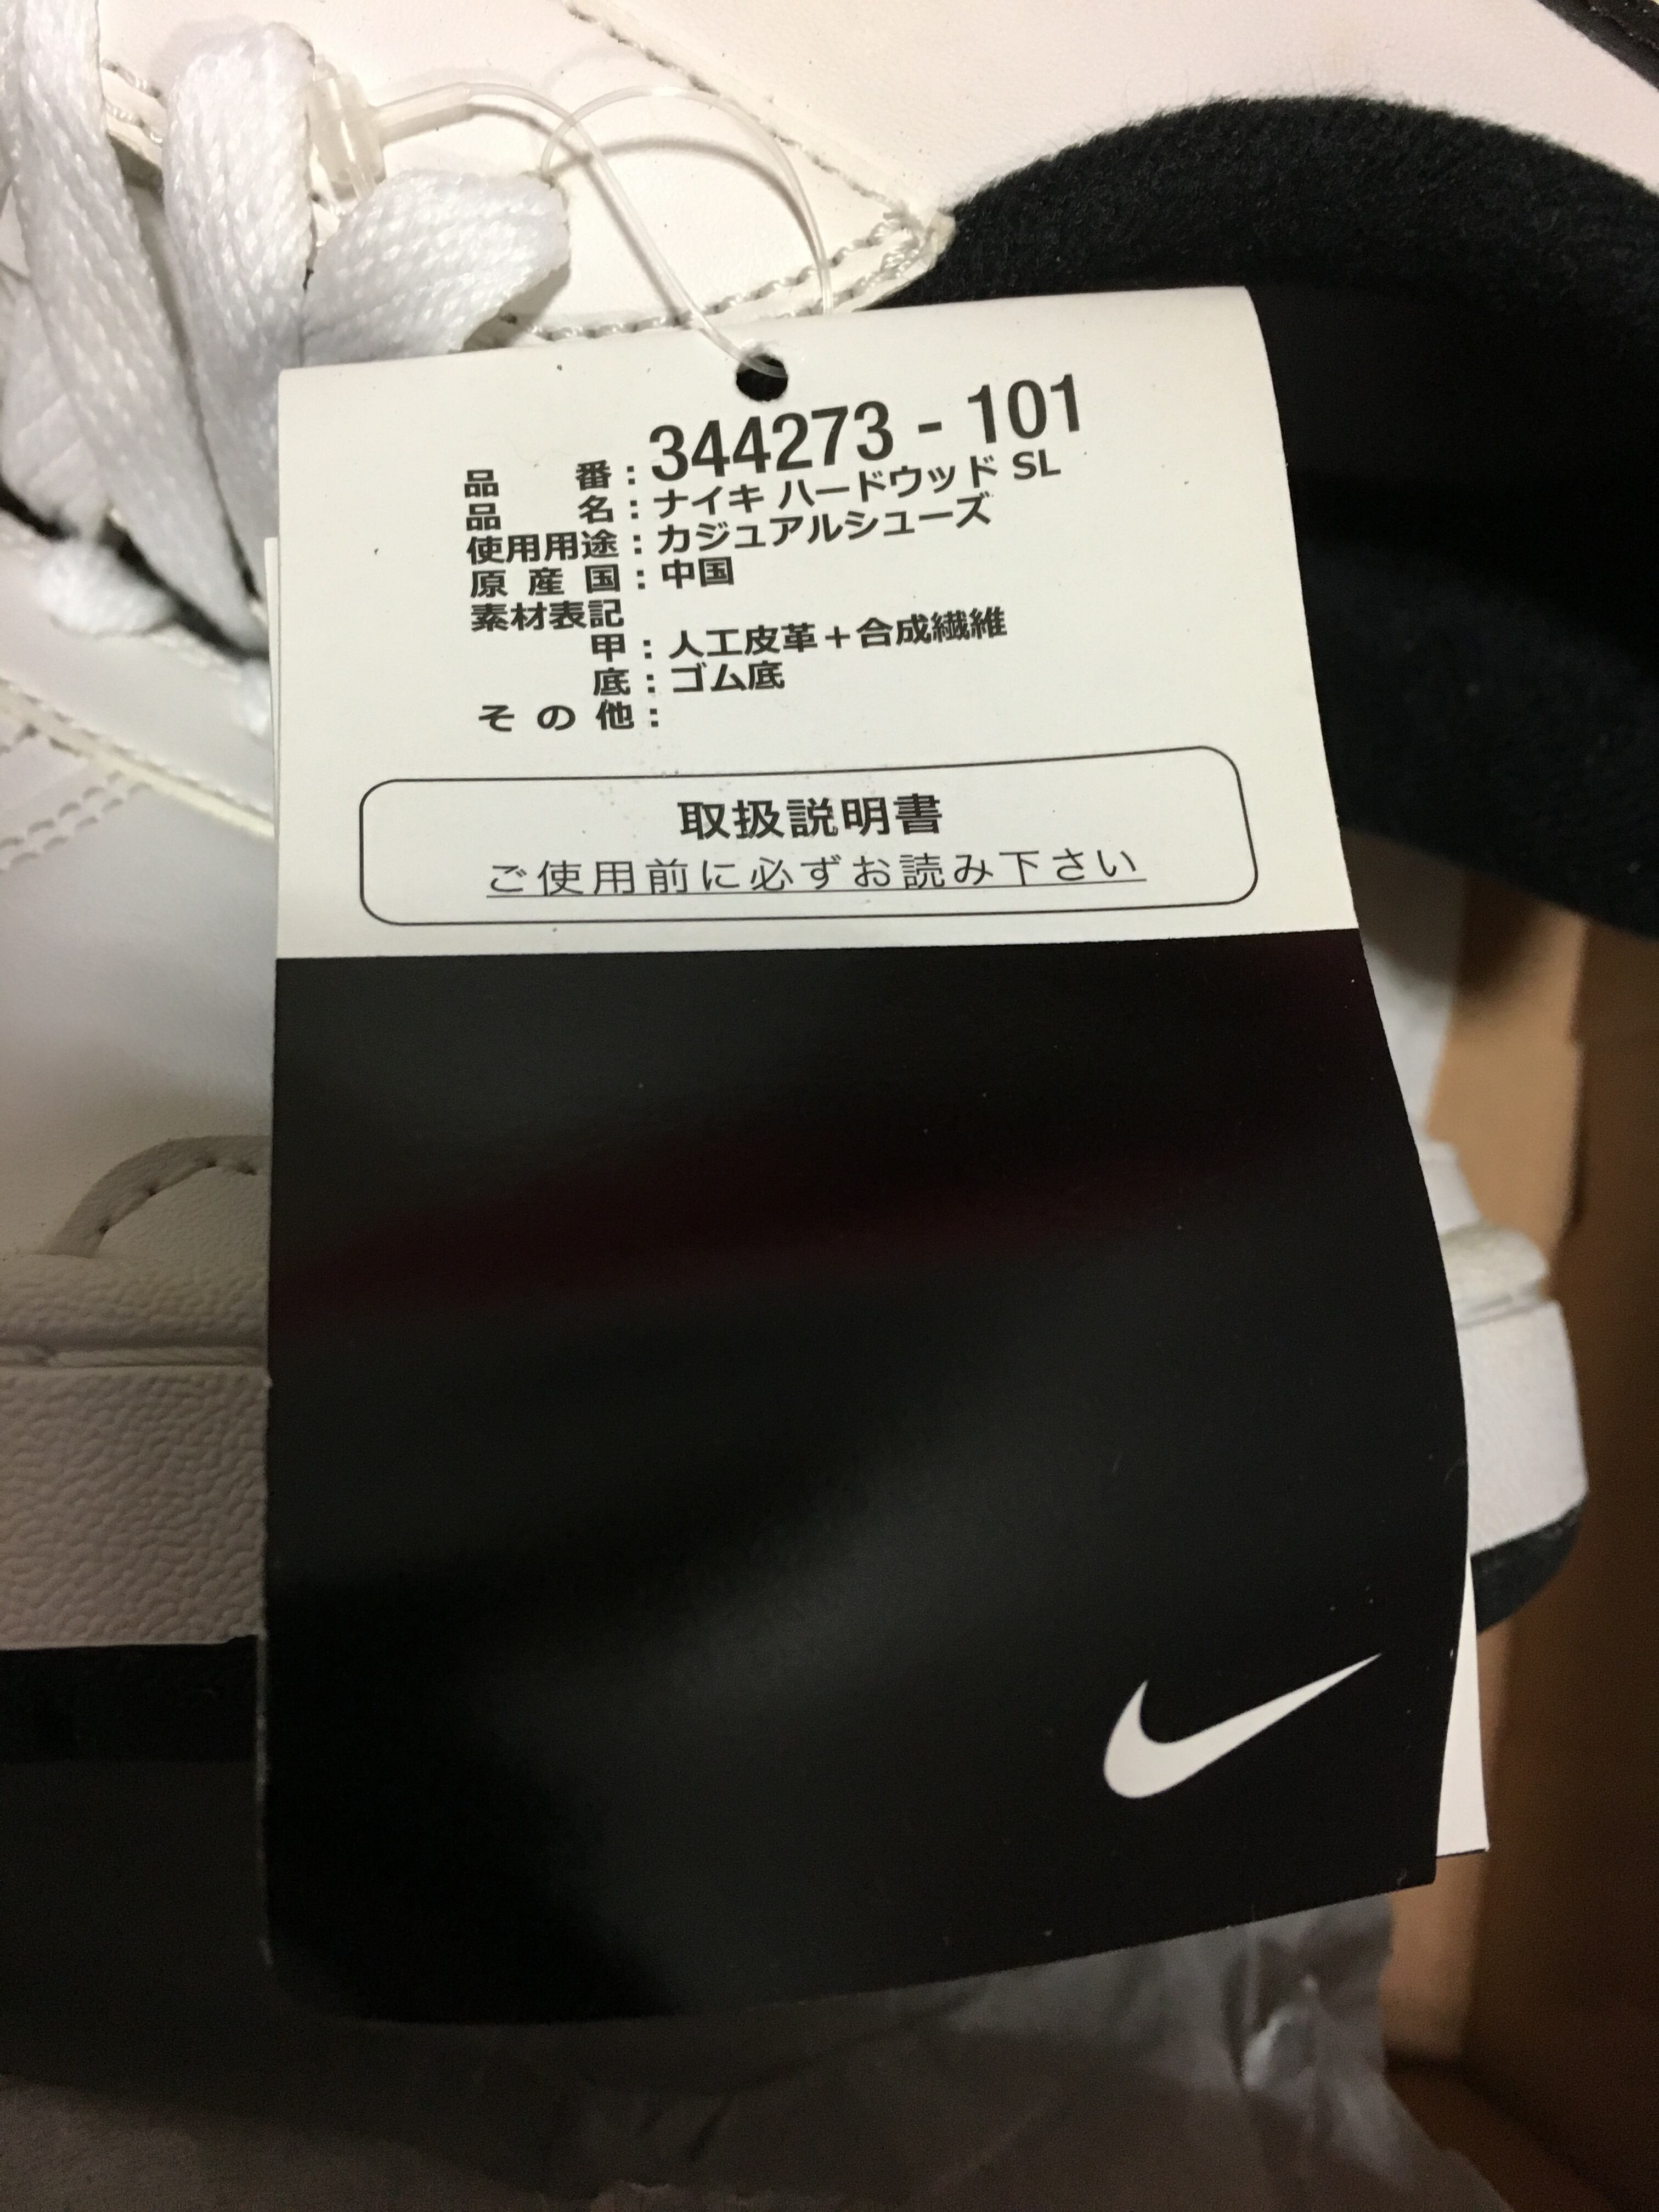 品番:344273-101
品名:ナイキ ハードウッド SL
使用用途:カジュアルシューズ
原産国:中国
素材表記
甲:人工皮革+合成繊維
底:ゴム底
その他:
取扱説明書
ご使用前に必ずお読み下さい